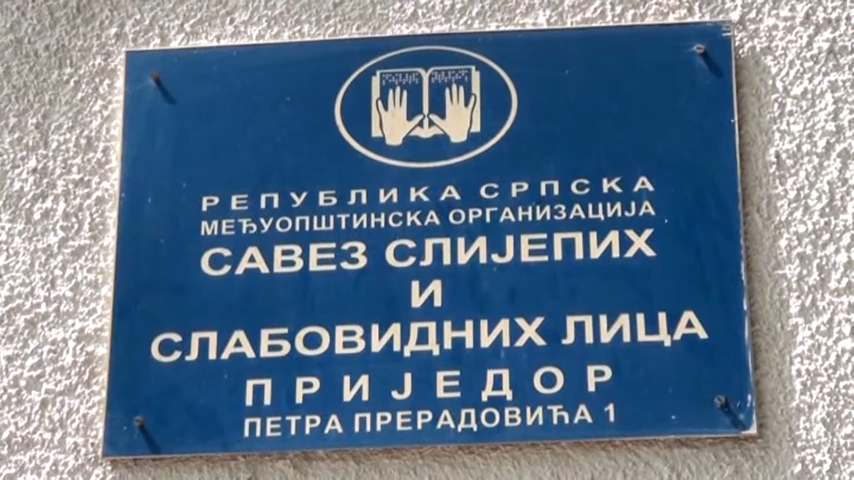 РЕПУБЛИКА СРПСКА
МЕЂУОПШТИНСКА ОРГАНИЗАЦИЈА
САВЕЗ СЛИЈЕПИХ
И
СЛАБОВИДНИХ ЛИЦА
ПРИЈЕДОР
ПЕТРА ПРЕРАДОВИЋА 1